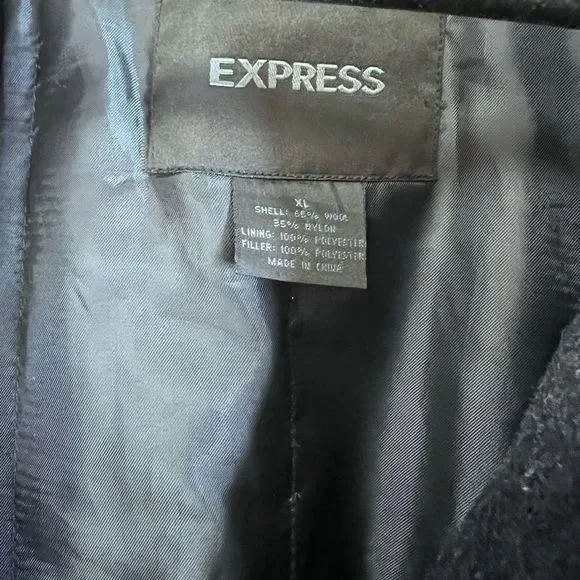 EXPRESS
XL
SHELL: 65% WOOL
35% NYLON
LINING: 100% POLYESTER
FILLER: 100% POLYESTER
MADE IN CHINA